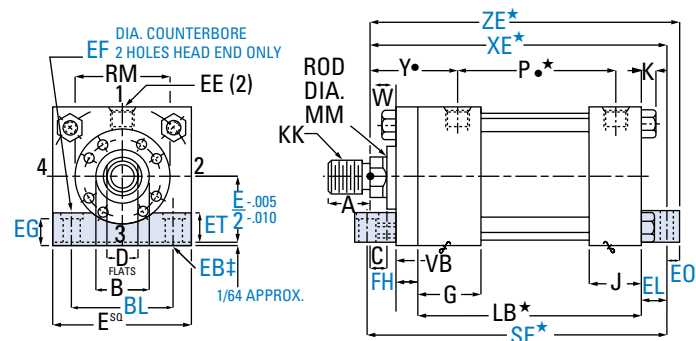 DIA. COUNTERBORE
EF 2 HOLES HEAD END ONLY
RM
EE (2)
1
4
2
3
E -.005
2 -.010
EG
ET
D
FLATS
EB‡
B
BL
1/64 APPROX.
E SQ
ZE★
XE★
Y●
P●★
K
W
ROD
DIA.
MM
KK
A
C
VB
FH
G
J
EO
EL
LB★
SE★